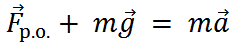 F⃗р.о. + mg⃗ = ma⃗